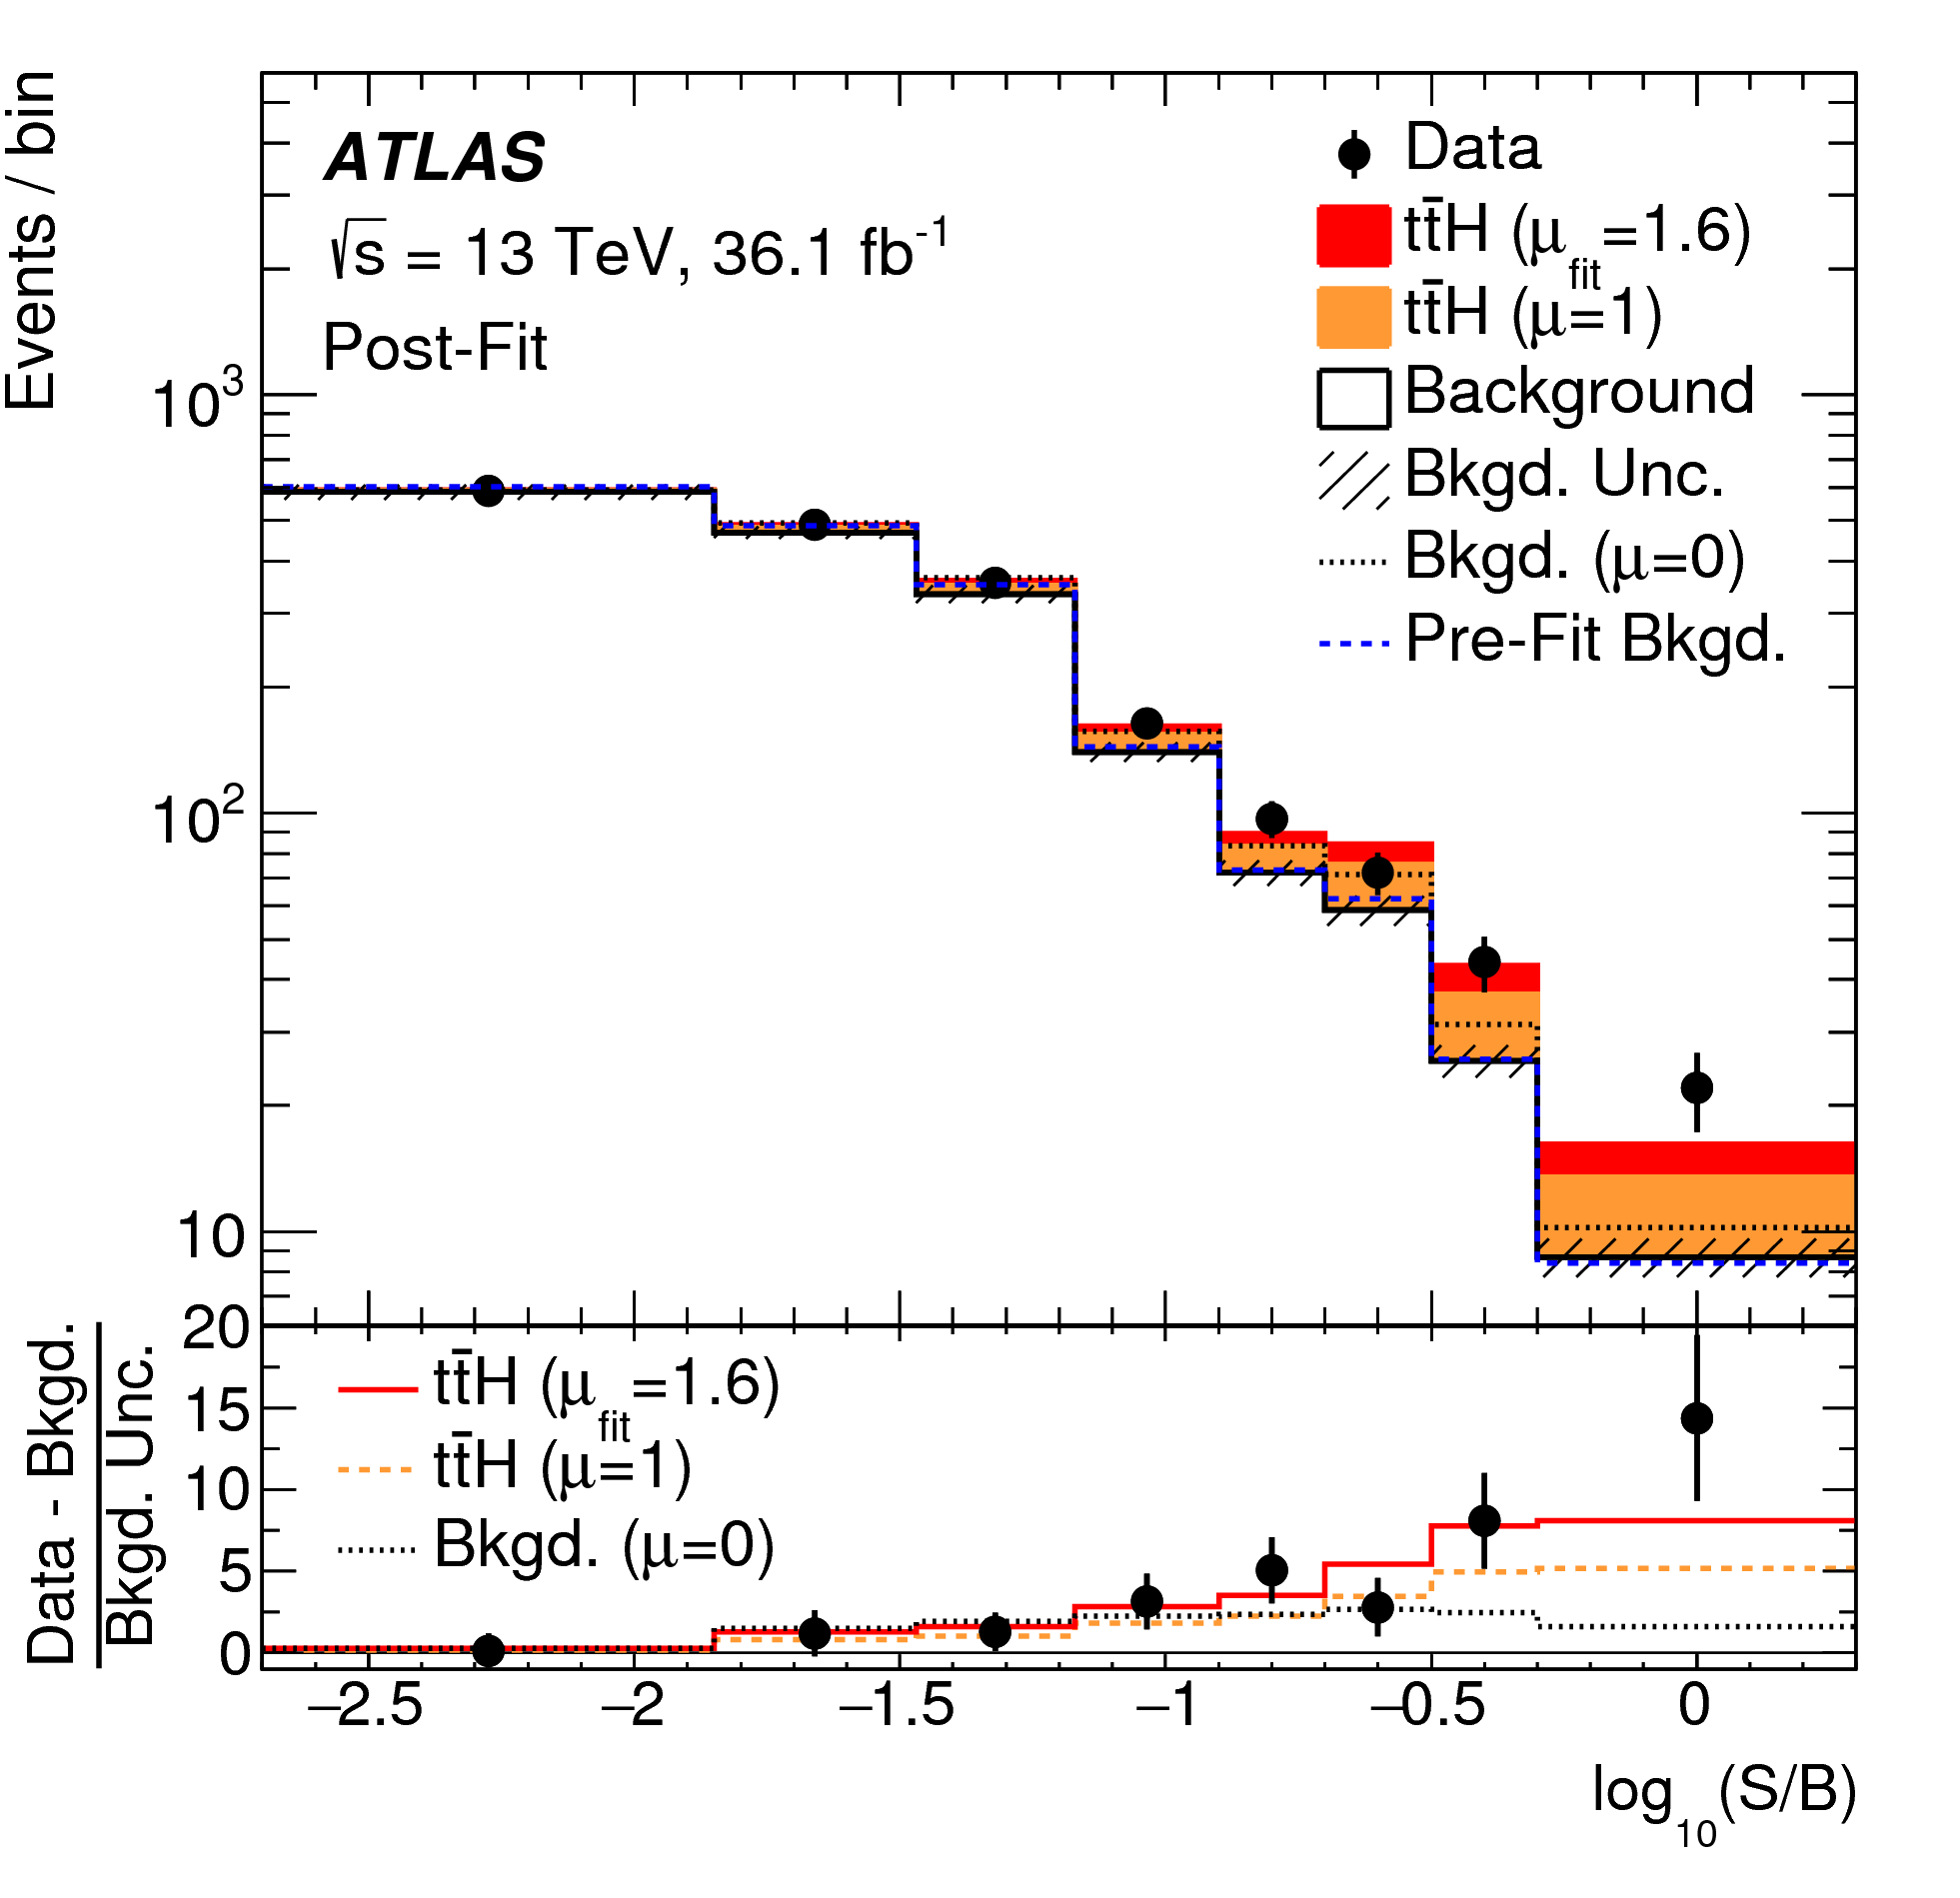 Events / bin
ATLAS
√s = 13 TeV, 36.1 fb⁻¹
Post-Fit
Data
tt̄H (μ_fit=1.6)
tt̄H (μ=1)
Background
Bkgd. Unc.
Bkgd. (μ=0)
Pre-Fit Bkgd.
10³
10²
10
Data - Bkgd.
Bkgd. Unc.
20
15
10
5
0
tt̄H (μ_fit=1.6)
tt̄H (μ=1)
Bkgd. (μ=0)
−2.5 −2 −1.5 −1 −0.5 0
log₁₀(S/B)